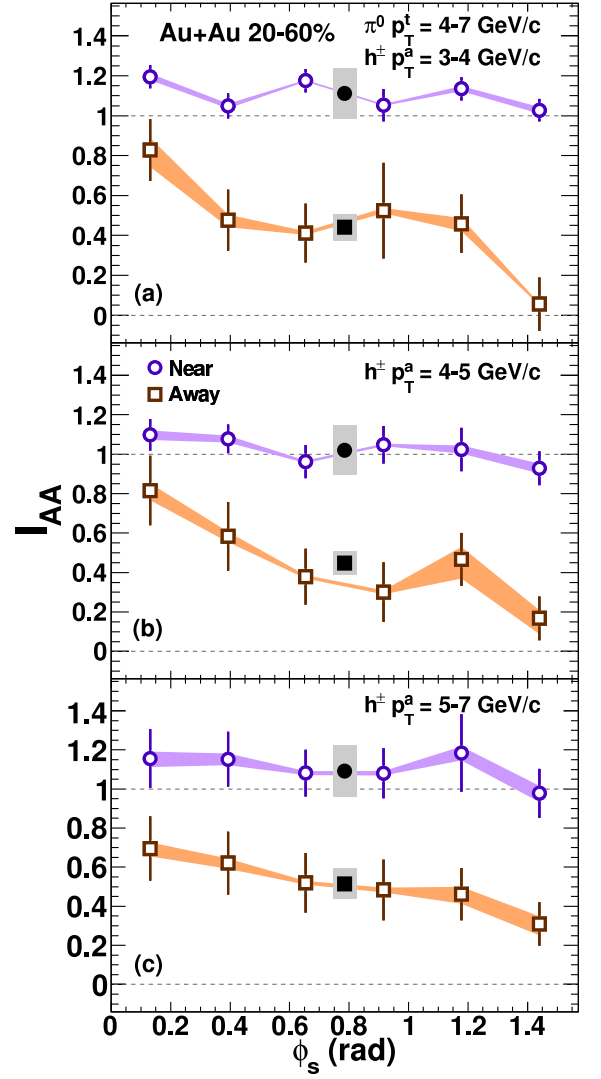 Au+Au 20-60%
π⁰ p_T^t = 4-7 GeV/c
h± p_T^a = 3-4 GeV/c
1.4
1.2
1
0.8
0.6
0.4
0.2
0
(a)
Near
Away
h± p_T^a = 4-5 GeV/c
1.4
1.2
1
0.8
0.6
0.4
0.2
0
(b)
I_AA
h± p_T^a = 5-7 GeV/c
1.4
1.2
1
0.8
0.6
0.4
0.2
0
(c)
0 0.2 0.4 0.6 0.8 1 1.2 1.4
ϕ_s (rad)